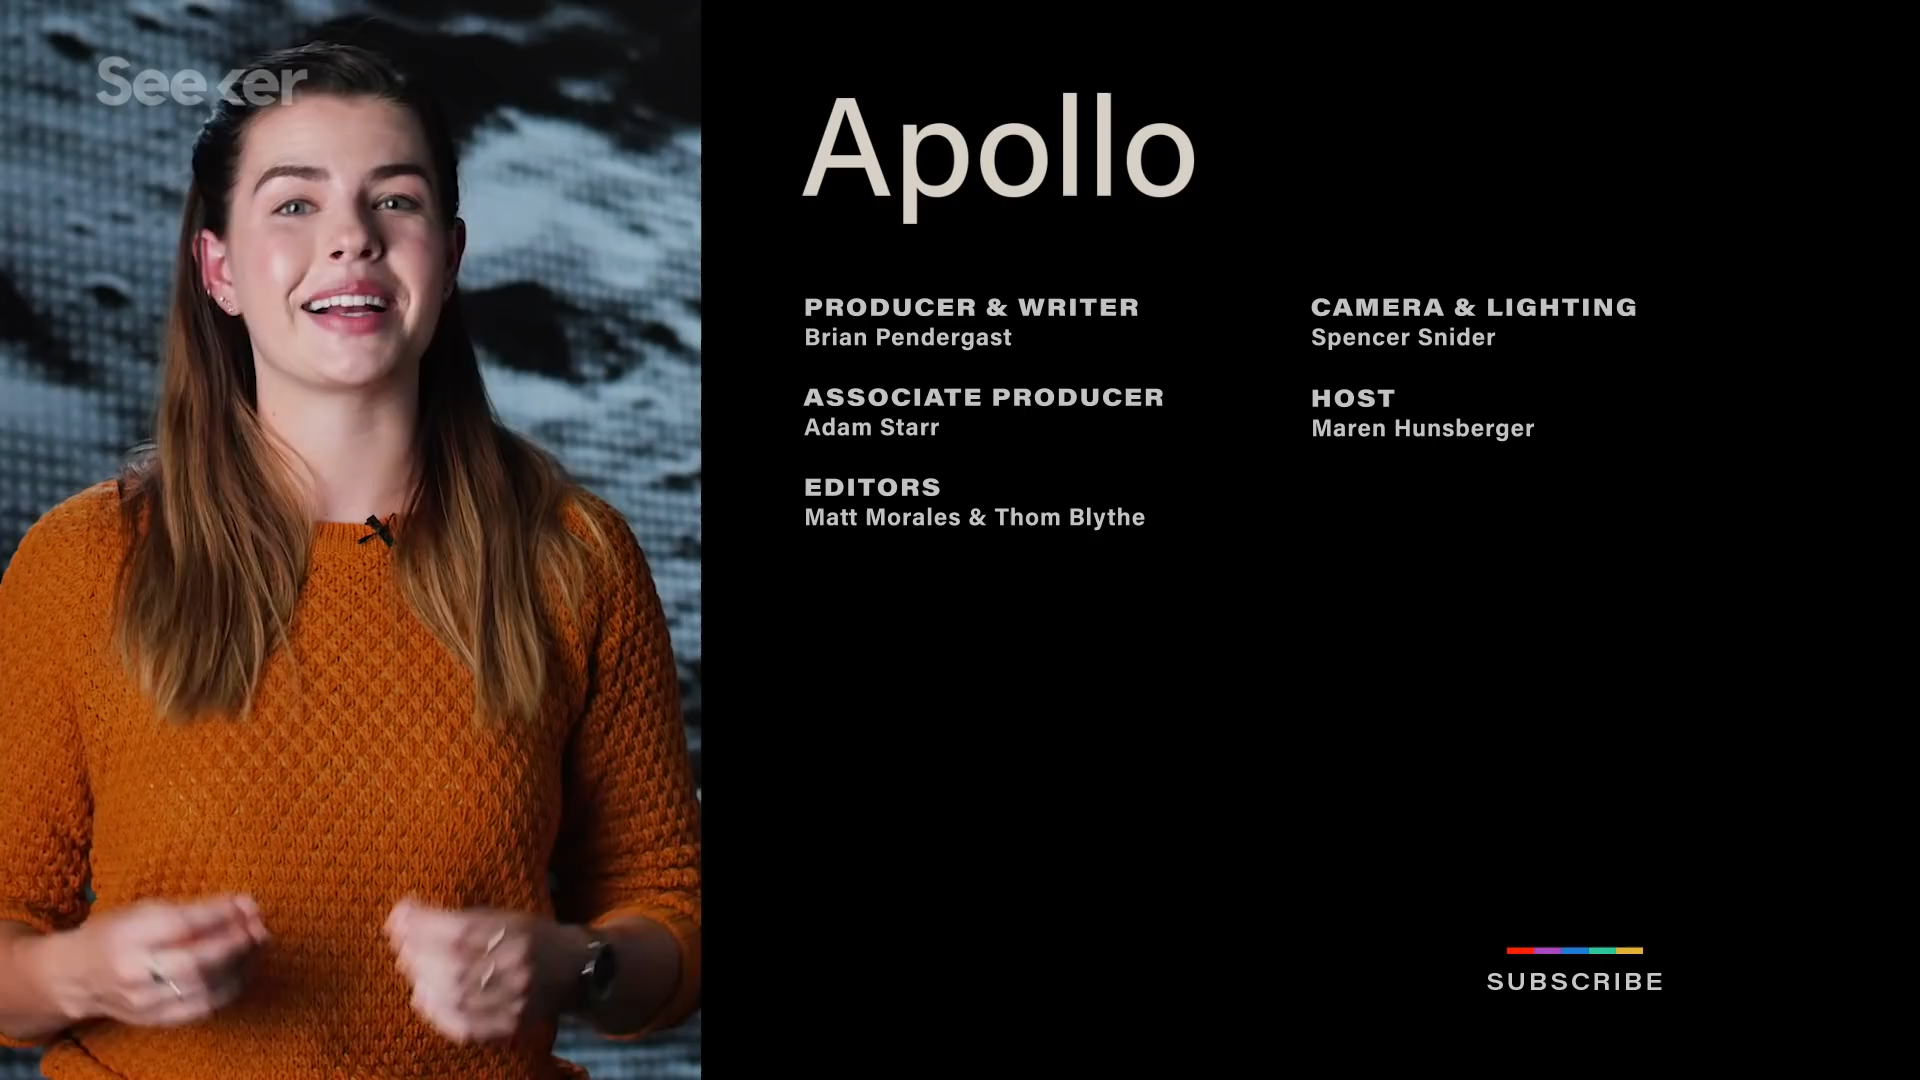 Seeker
Apollo
PRODUCER & WRITER
Brian Pendergast
ASSOCIATE PRODUCER
Adam Starr
EDITORS
Matt Morales & Thom Blythe
CAMERA & LIGHTING
Spencer Snider
HOST
Maren Hunsberger
SUBSCRIBE